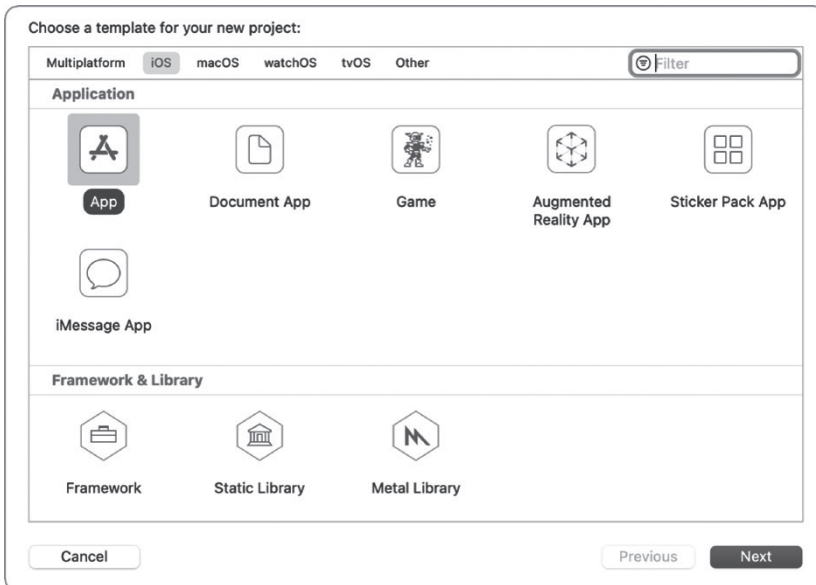 Choose a template for your new project:
Multiplatform iOS macOS watchOS tvOS Other Filter
Application
App Document App Game Augmented Reality App Sticker Pack App
iMessage App
Framework & Library
Framework Static Library Metal Library
Cancel Previous Next